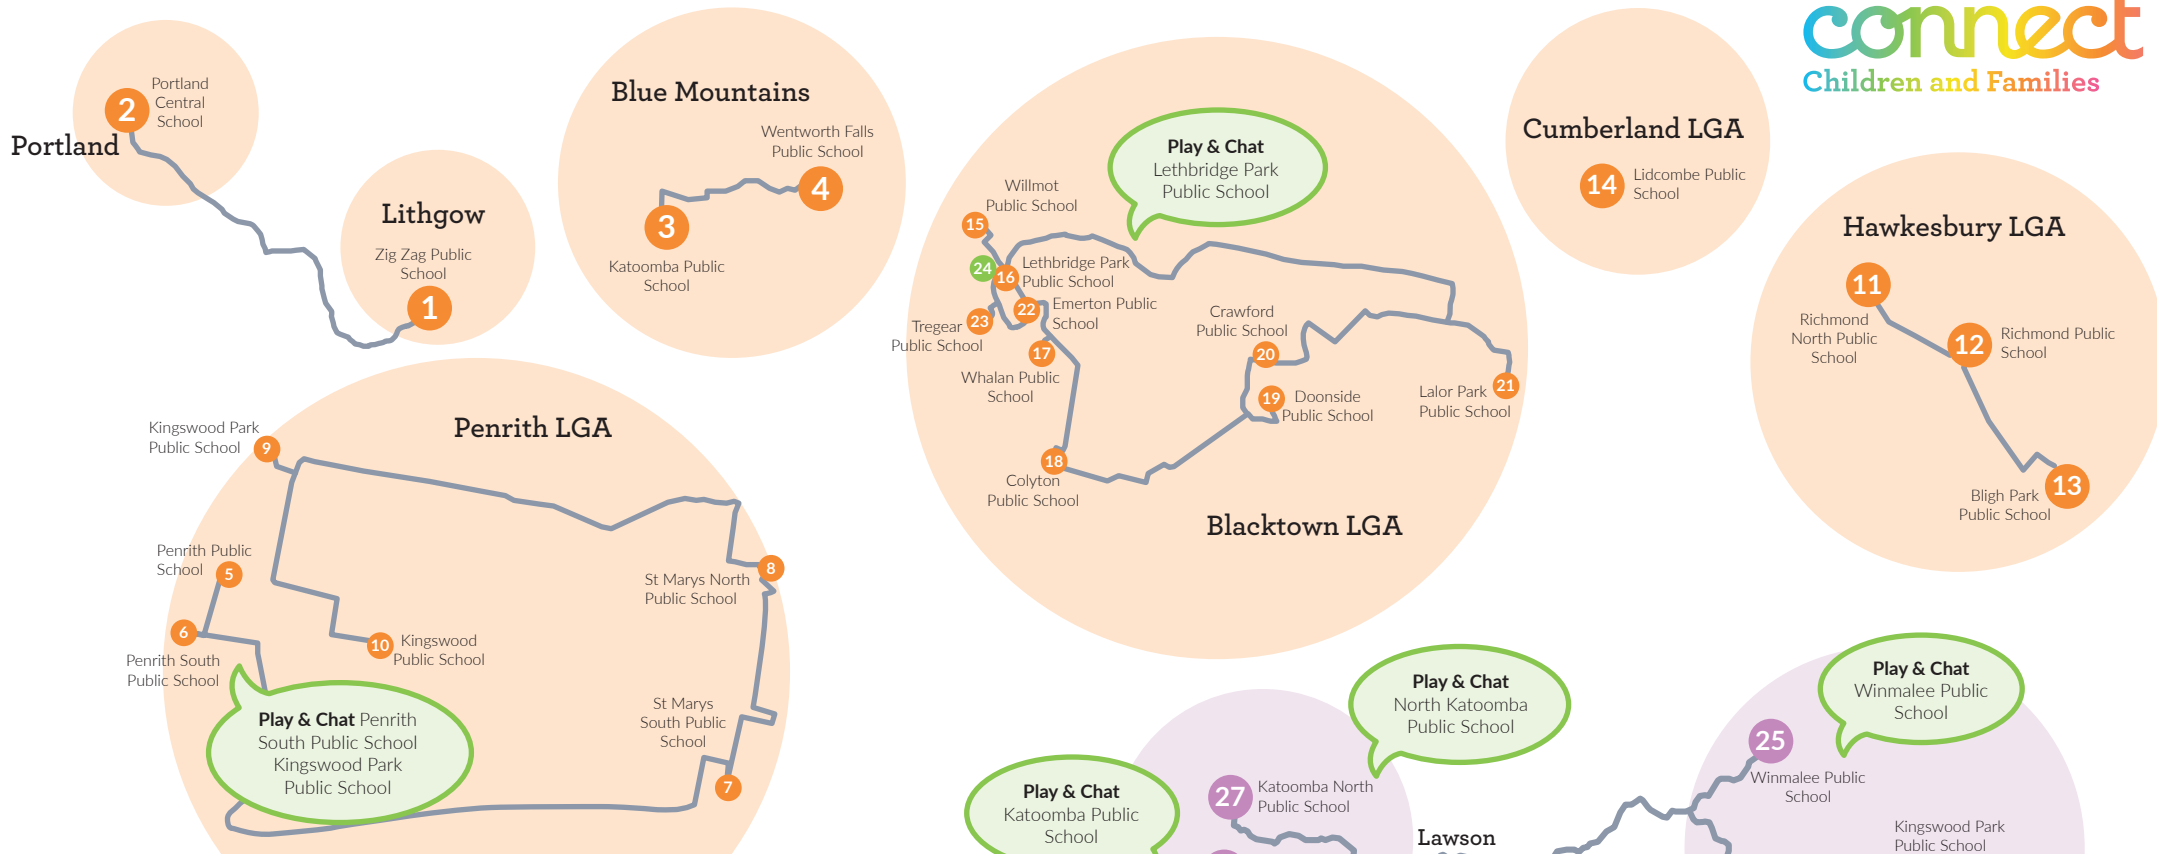 connect
Children and Families
Portland
2
Portland
Central
School
Lithgow
Zig Zag Public
School
1
Blue Mountains
Wentworth Falls
Public School
4
3
Katoomba Public
School
Play & Chat
Lethbridge Park
Public School
Willmot
Public School
15
24
16
Lethbridge Park
Public School
22
Emerton Public
School
23
Tregear
Public School
17
Whalan Public
School
Crawford
Public School
20
19
Doonside
Public School
Lalor Park
Public School
21
18
Colyton
Public School
Blacktown LGA
Cumberland LGA
14
Lidcombe Public
School
Hawkesbury LGA
11
Richmond
North Public
School
12
Richmond Public
School
Bligh Park
Public School
13
Penrith LGA
Kingswood Park
Public School
9
Penrith Public
School
5
6
Penrith South
Public School
10
Kingswood
Public School
St Marys North
Public School
8
St Marys
South Public
School
7
Play & Chat Penrith
South Public School
Kingswood Park
Public School
Play & Chat
North Katoomba
Public School
Play & Chat
Katoomba Public
School
27
Katoomba North
Public School
Lawson
Play & Chat
Winmalee Public
School
25
Winmalee Public
School
Kingswood Park
Public School